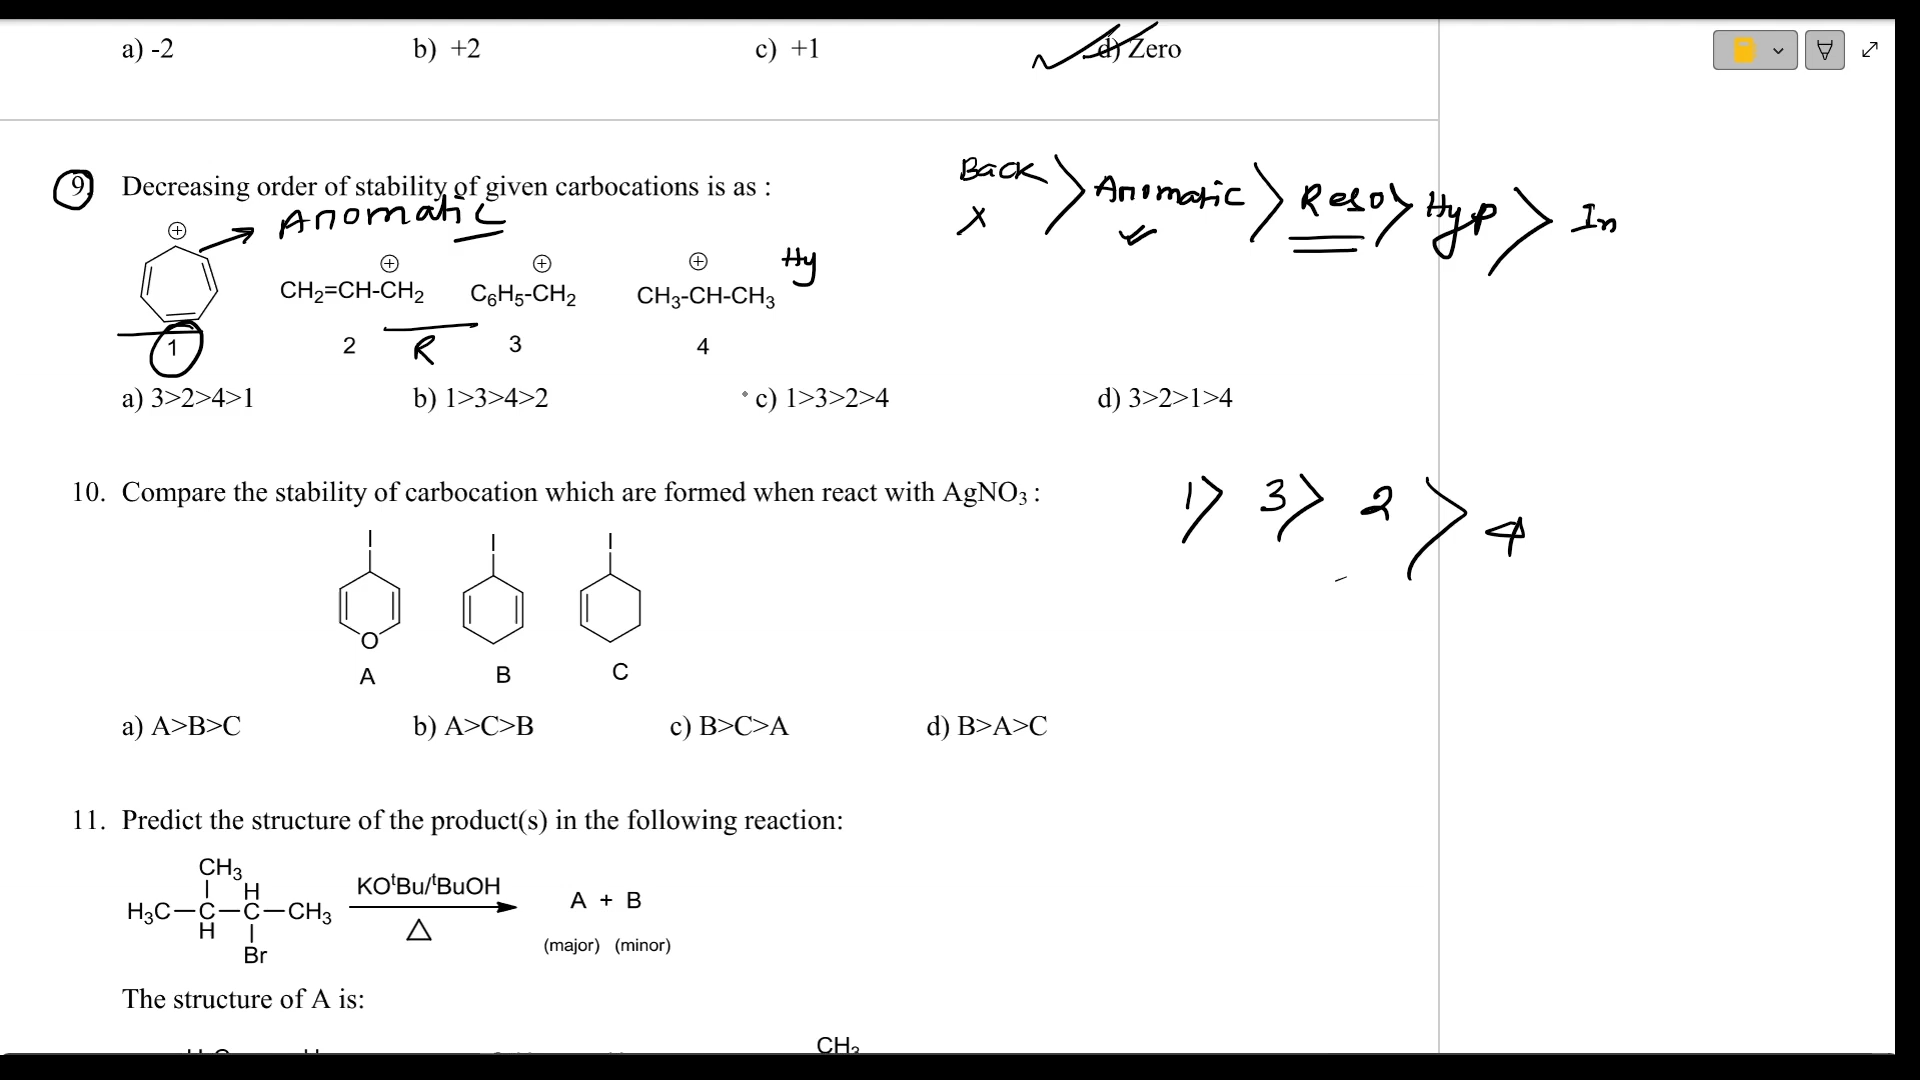 a) -2 b) +2 c) +1 d) Zero
9. Decreasing order of stability of given carbocations is as :
Back > Aromatic > Reso > Hyp > In
X
Aromatic
⊕ ⊕ ⊕ ⊕ Hy
CH₂=CH-CH₂ C₆H₅-CH₂ CH₃-CH-CH₃
1 2 R 3 4
a) 3>2>4>1 b) 1>3>4>2 c) 1>3>2>4 d) 3>2>1>4
10. Compare the stability of carbocation which are formed when react with AgNO₃ :
1> 3> 2 > 4
I I I
O
A B C
a) A>B>C b) A>C>B c) B>C>A d) B>A>C
11. Predict the structure of the product(s) in the following reaction:
CH₃
H
H₃C—C—C—CH₃
H
Br
KOᵗBu/ᵗBuOH
△
A + B
(major) (minor)
The structure of A is:
CH₃